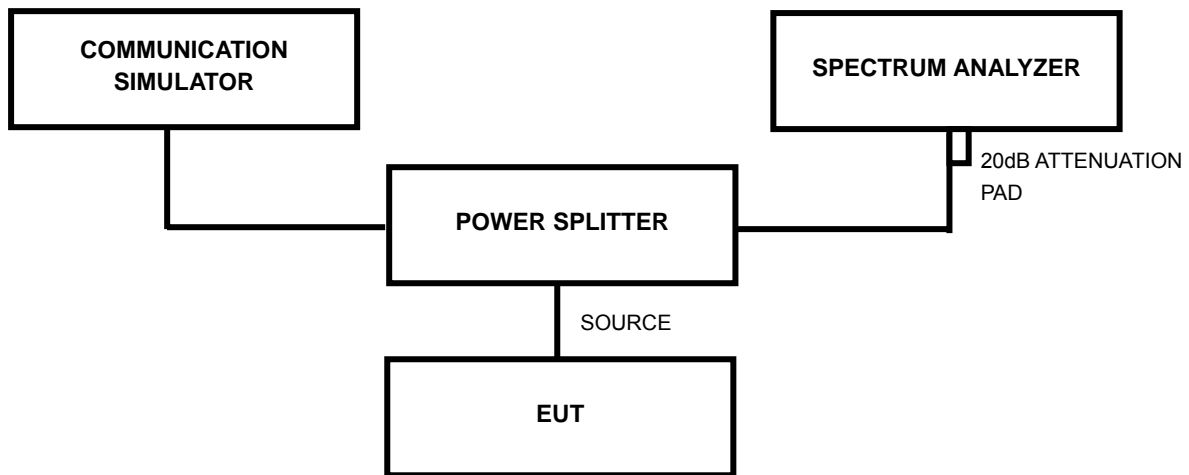 COMMUNICATION
SIMULATOR
SPECTRUM ANALYZER
20dB ATTENUATION
PAD
POWER SPLITTER
SOURCE
EUT